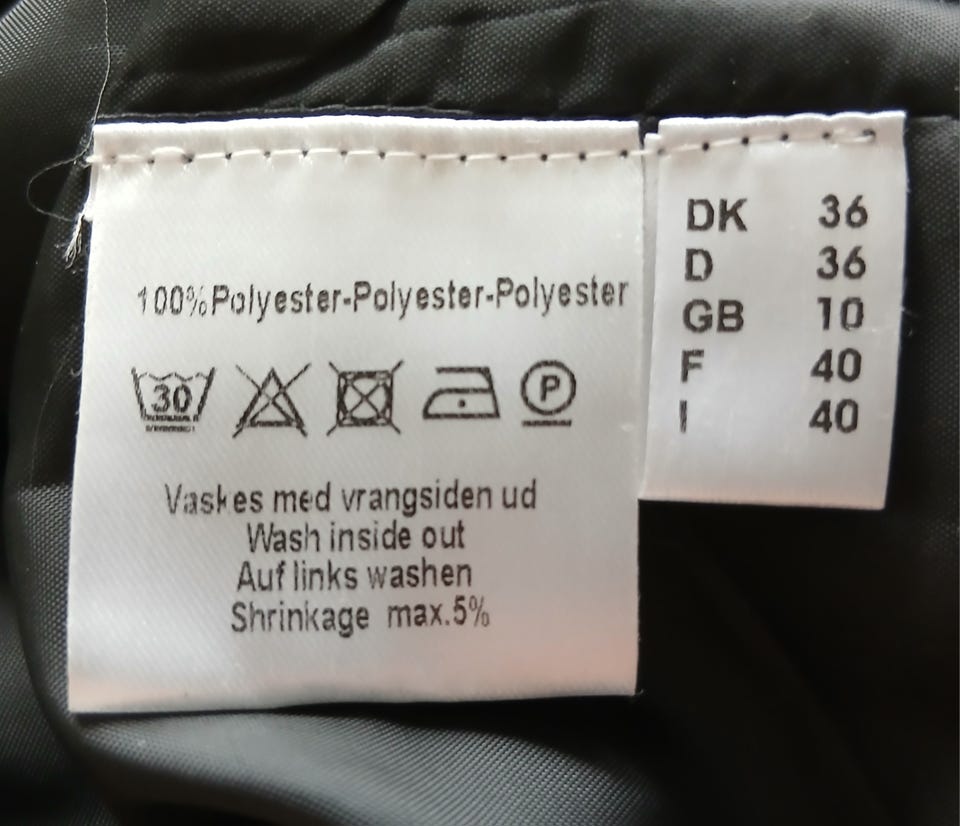 100%Polyester-Polyester-Polyester
30
P
Vaskes med vrangsiden ud
Wash inside out
Auf links washen
Shrinkage max.5%
DK 36
D 36
GB 10
F 40
I 40